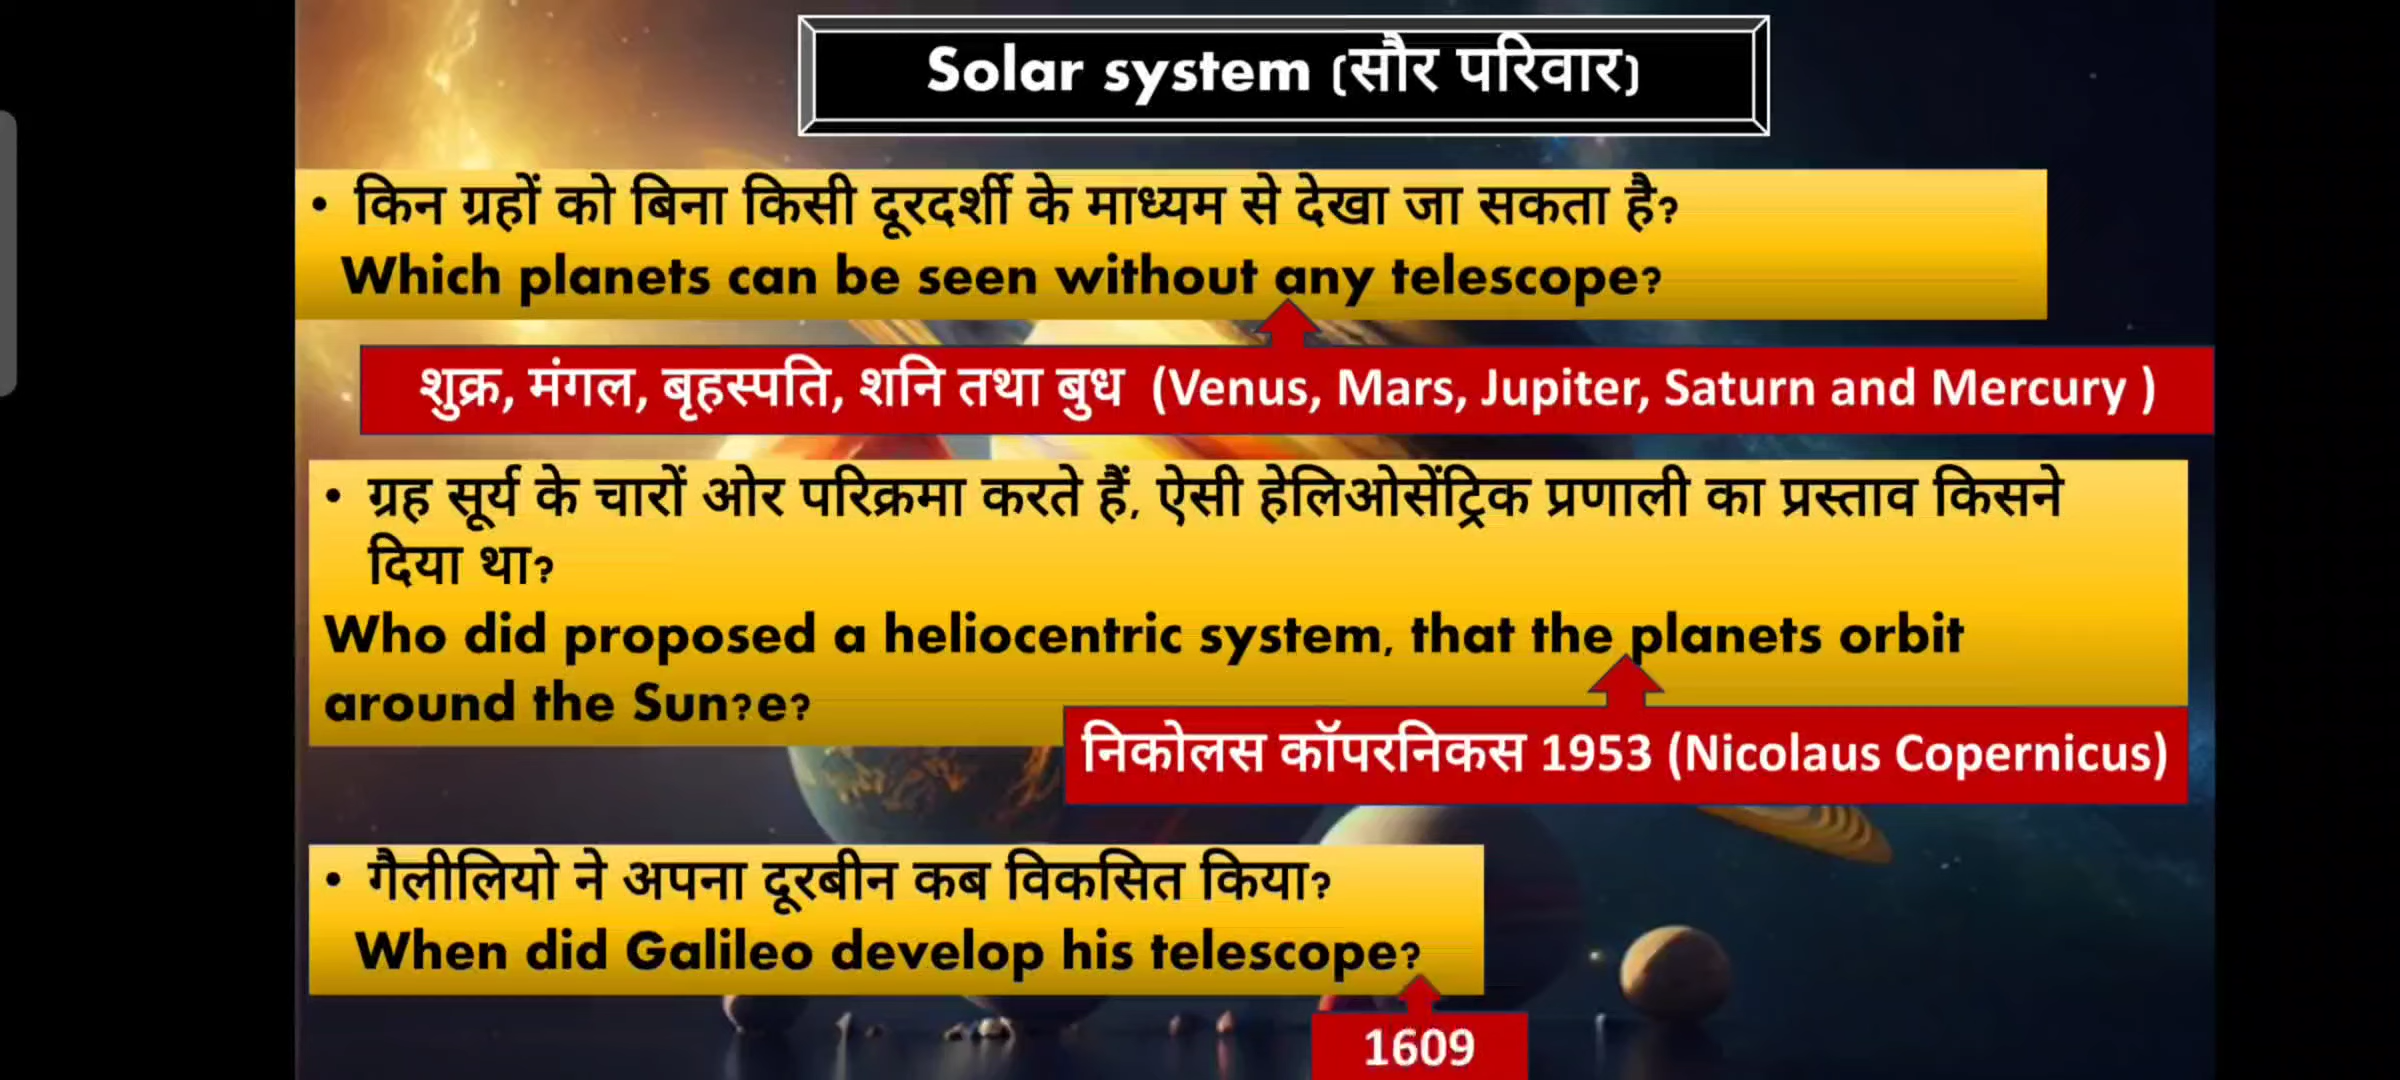 Solar system (सौर परिवार)
• किन ग्रहों को बिना किसी दूरदर्शी के माध्यम से देखा जा सकता है?
Which planets can be seen without any telescope?
शुक्र, मंगल, बृहस्पति, शनि तथा बुध (Venus, Mars, Jupiter, Saturn and Mercury )
• ग्रह सूर्य के चारों ओर परिक्रमा करते हैं, ऐसी हेलिओसेंट्रिक प्रणाली का प्रस्ताव किसने
दिया था?
Who did proposed a heliocentric system, that the planets orbit
around the Sun?e?
निकोलस कॉपरनिकस 1953 (Nicolaus Copernicus)
• गैलीलियो ने अपना दूरबीन कब विकसित किया?
When did Galileo develop his telescope?
1609